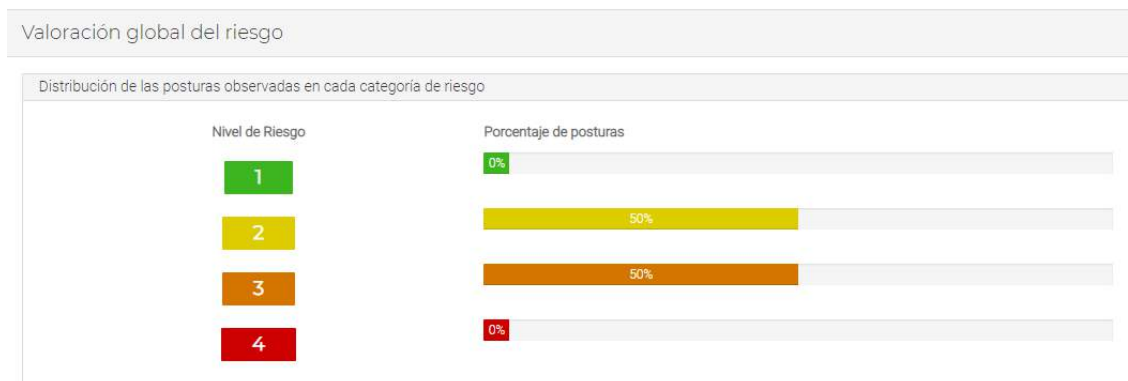 Valoración global del riesgo
Distribución de las posturas observadas en cada categoría de riesgo
Nivel de Riesgo Porcentaje de posturas
1 0%
2 50%
3 50%
4 0%